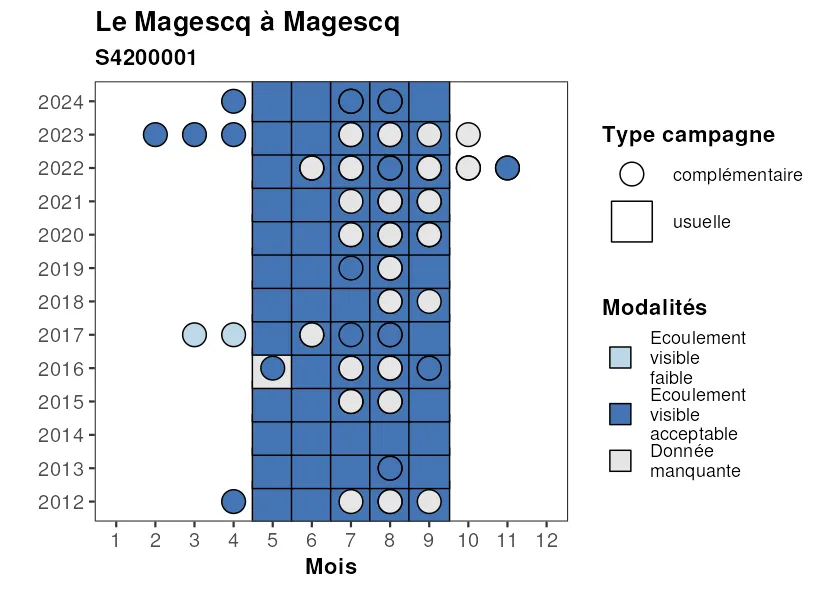 Le Magescq à Magescq
S4200001
2024
2023
2022
2021
2020
2019
2018
2017
2016
2015
2014
2013
2012
1 2 3 4 5 6 7 8 9 10 11 12
Mois
Type campagne
complémentaire
usuelle
Modalités
Ecoulement
visible
faible
Ecoulement
visible
acceptable
Donnée
manquante